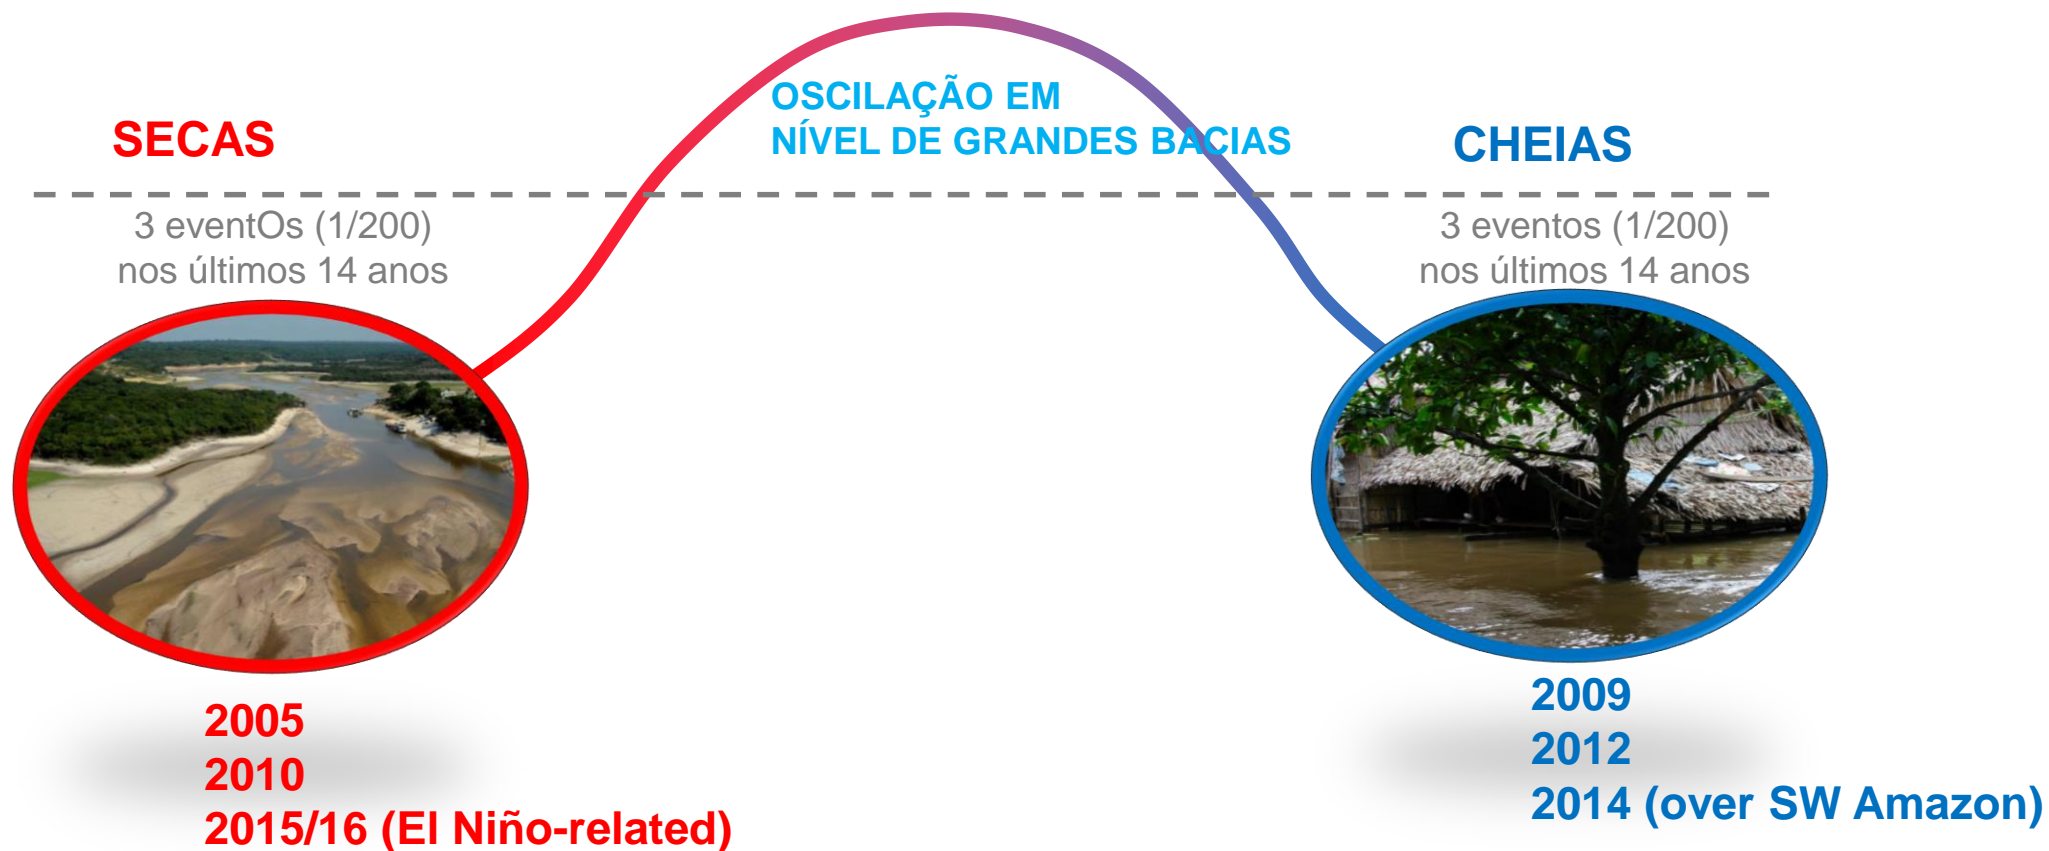 OSCILAÇÃO EM
NÍVEL DE GRANDES BACIAS
SECAS
3 eventOs (1/200)
nos últimos 14 anos
2005
2010
2015/16 (El Niño-related)
CHEIAS
3 eventos (1/200)
nos últimos 14 anos
2009
2012
2014 (over SW Amazon)